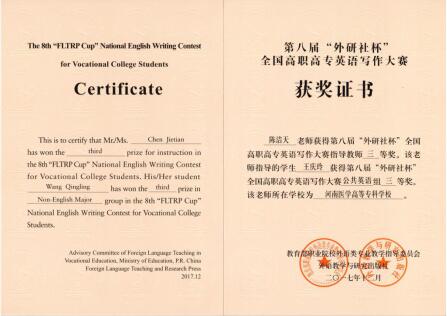 The 8th “FLTRP Cup” National English Writing Contest
for Vocational College Students
Certificate
This is to certify that Mr/Ms. Chen Jietian
has won the third prize for instruction in
the 8th “FLTRP Cup” National English Writing Contest
for Vocational College Students. His/Her student
Wang Qingling has won the third prize in
Non-English Major group in the 8th “FLTRP Cup”
National English Writing Contest for Vocational College
Students.
Advisory Committee of Foreign Language Teaching in
Vocational Education, Ministry of Education, P.R. China
Foreign Language Teaching and Research Press
2017.12
第八届“外研社杯”
全国高职高专英语写作大赛
获奖证书
陈洁天老师获得第八届“外研社杯”全国
高职高专英语写作大赛指导教师三等奖。该老
师指导的学生王庆玲获得第八届“外研社杯”
全国高职高专英语写作大赛公共英语组三等奖。
该老师所在学校为河南医学高等专科学校。
教育部职业院校外语类专业教学指导委员会
外语教学与研究出版社
二〇一七年十二月